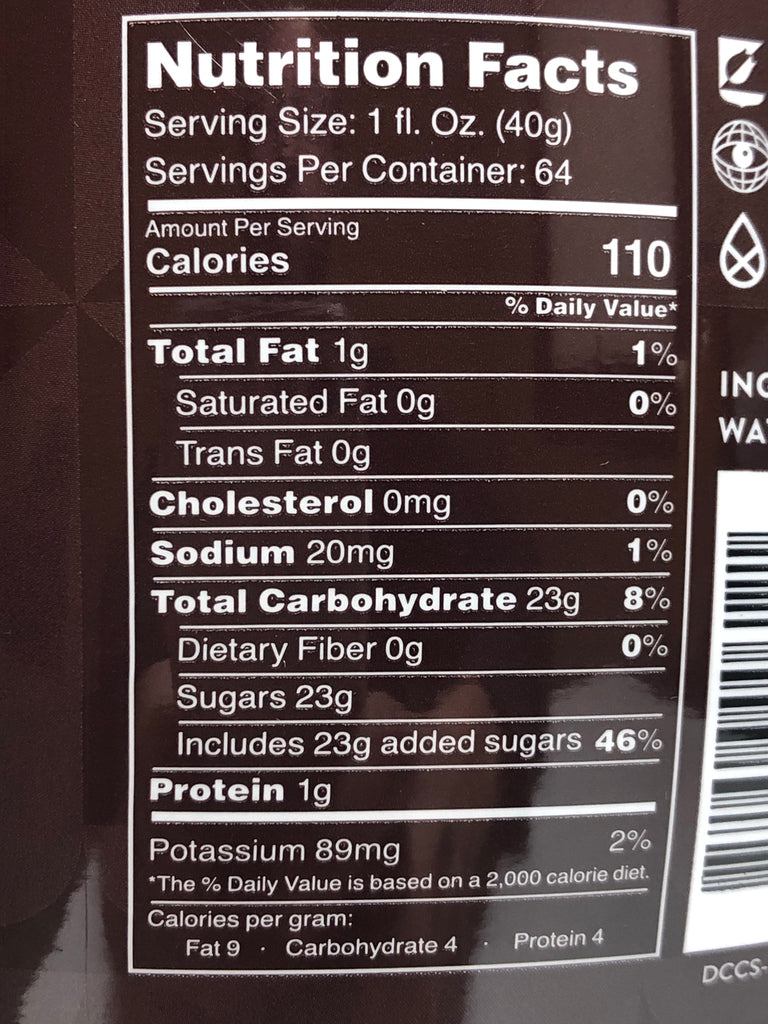 Nutrition Facts
Serving Size: 1 fl. Oz. (40g)
Servings Per Container: 64
Amount Per Serving
Calories 110
% Daily Value*
Total Fat 1g 1%
Saturated Fat 0g 0%
Trans Fat 0g
Cholesterol 0mg 0%
Sodium 20mg 1%
Total Carbohydrate 23g 8%
Dietary Fiber 0g 0%
Sugars 23g
Includes 23g added sugars 46%
Protein 1g
Potassium 89mg 2%
*The % Daily Value is based on a 2,000 calorie diet.
Calories per gram:
Fat 9 · Carbohydrate 4 · Protein 4
DCCS-